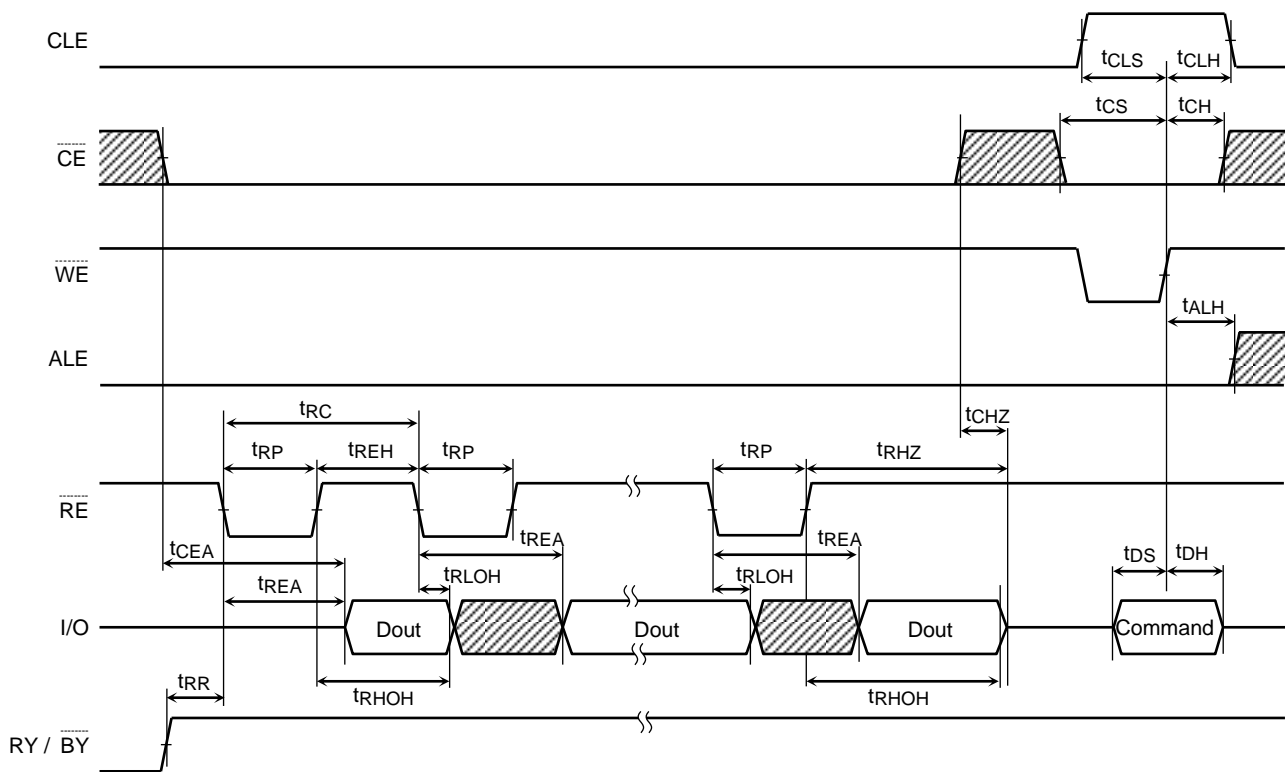 CLE
tCLS
tCLH
tCS
tCH
CE
WE
tALH
ALE
tRC
tCHZ
tRP
tREH
tRP
tRP
tRHZ
RE
tCEA
tREA
tREA
tDS
tDH
tREA
tRLOH
tRLOH
I/O
Dout
Dout
Dout
Command
tRR
tRHOH
tRHOH
RY / BY